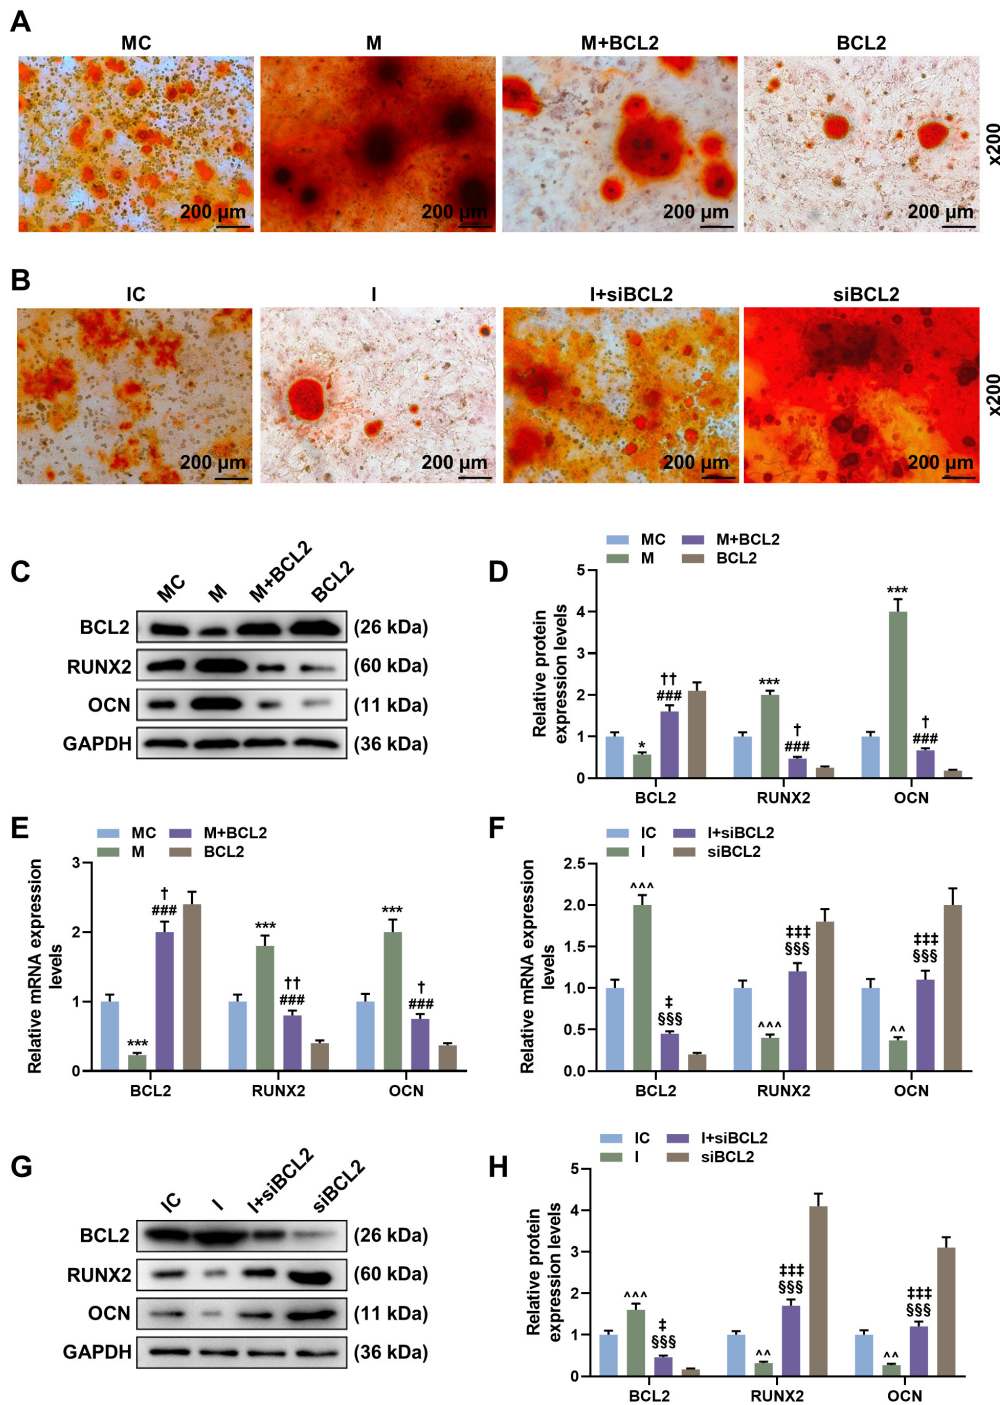 A
MC M M+BCL2 BCL2
200 μm 200 μm 200 μm 200 μm
x200
B
IC I I+siBCL2 siBCL2
200 μm 200 μm 200 μm 200 μm
x200
C
MC M M+BCL2 BCL2
BCL2 (26 kDa)
RUNX2 (60 kDa)
OCN (11 kDa)
GAPDH (36 kDa)
D
MC M+BCL2
M BCL2
Relative protein
expression levels
5
4
3
2
1
0
* †† ### *** † ### *** † ###
BCL2 RUNX2 OCN
E
MC M+BCL2
M BCL2
Relative mRNA expression
levels
3
2
1
0
*** † ### *** †† ### *** † ###
BCL2 RUNX2 OCN
F
IC I+siBCL2
I siBCL2
Relative mRNA expression
levels
2.5
2.0
1.5
1.0
0.5
0.0
^^^ ‡ §§§ ^^^ ‡‡‡ §§§ ^^ ‡‡‡ §§§
BCL2 RUNX2 OCN
G
IC I I+siBCL2 siBCL2
BCL2 (26 kDa)
RUNX2 (60 kDa)
OCN (11 kDa)
GAPDH (36 kDa)
H
IC I+siBCL2
I siBCL2
Relative protein
expression levels
5
4
3
2
1
0
^^^ ‡ §§§ ^^ ‡‡‡ §§§ ^^ ‡‡‡ §§§
BCL2 RUNX2 OCN